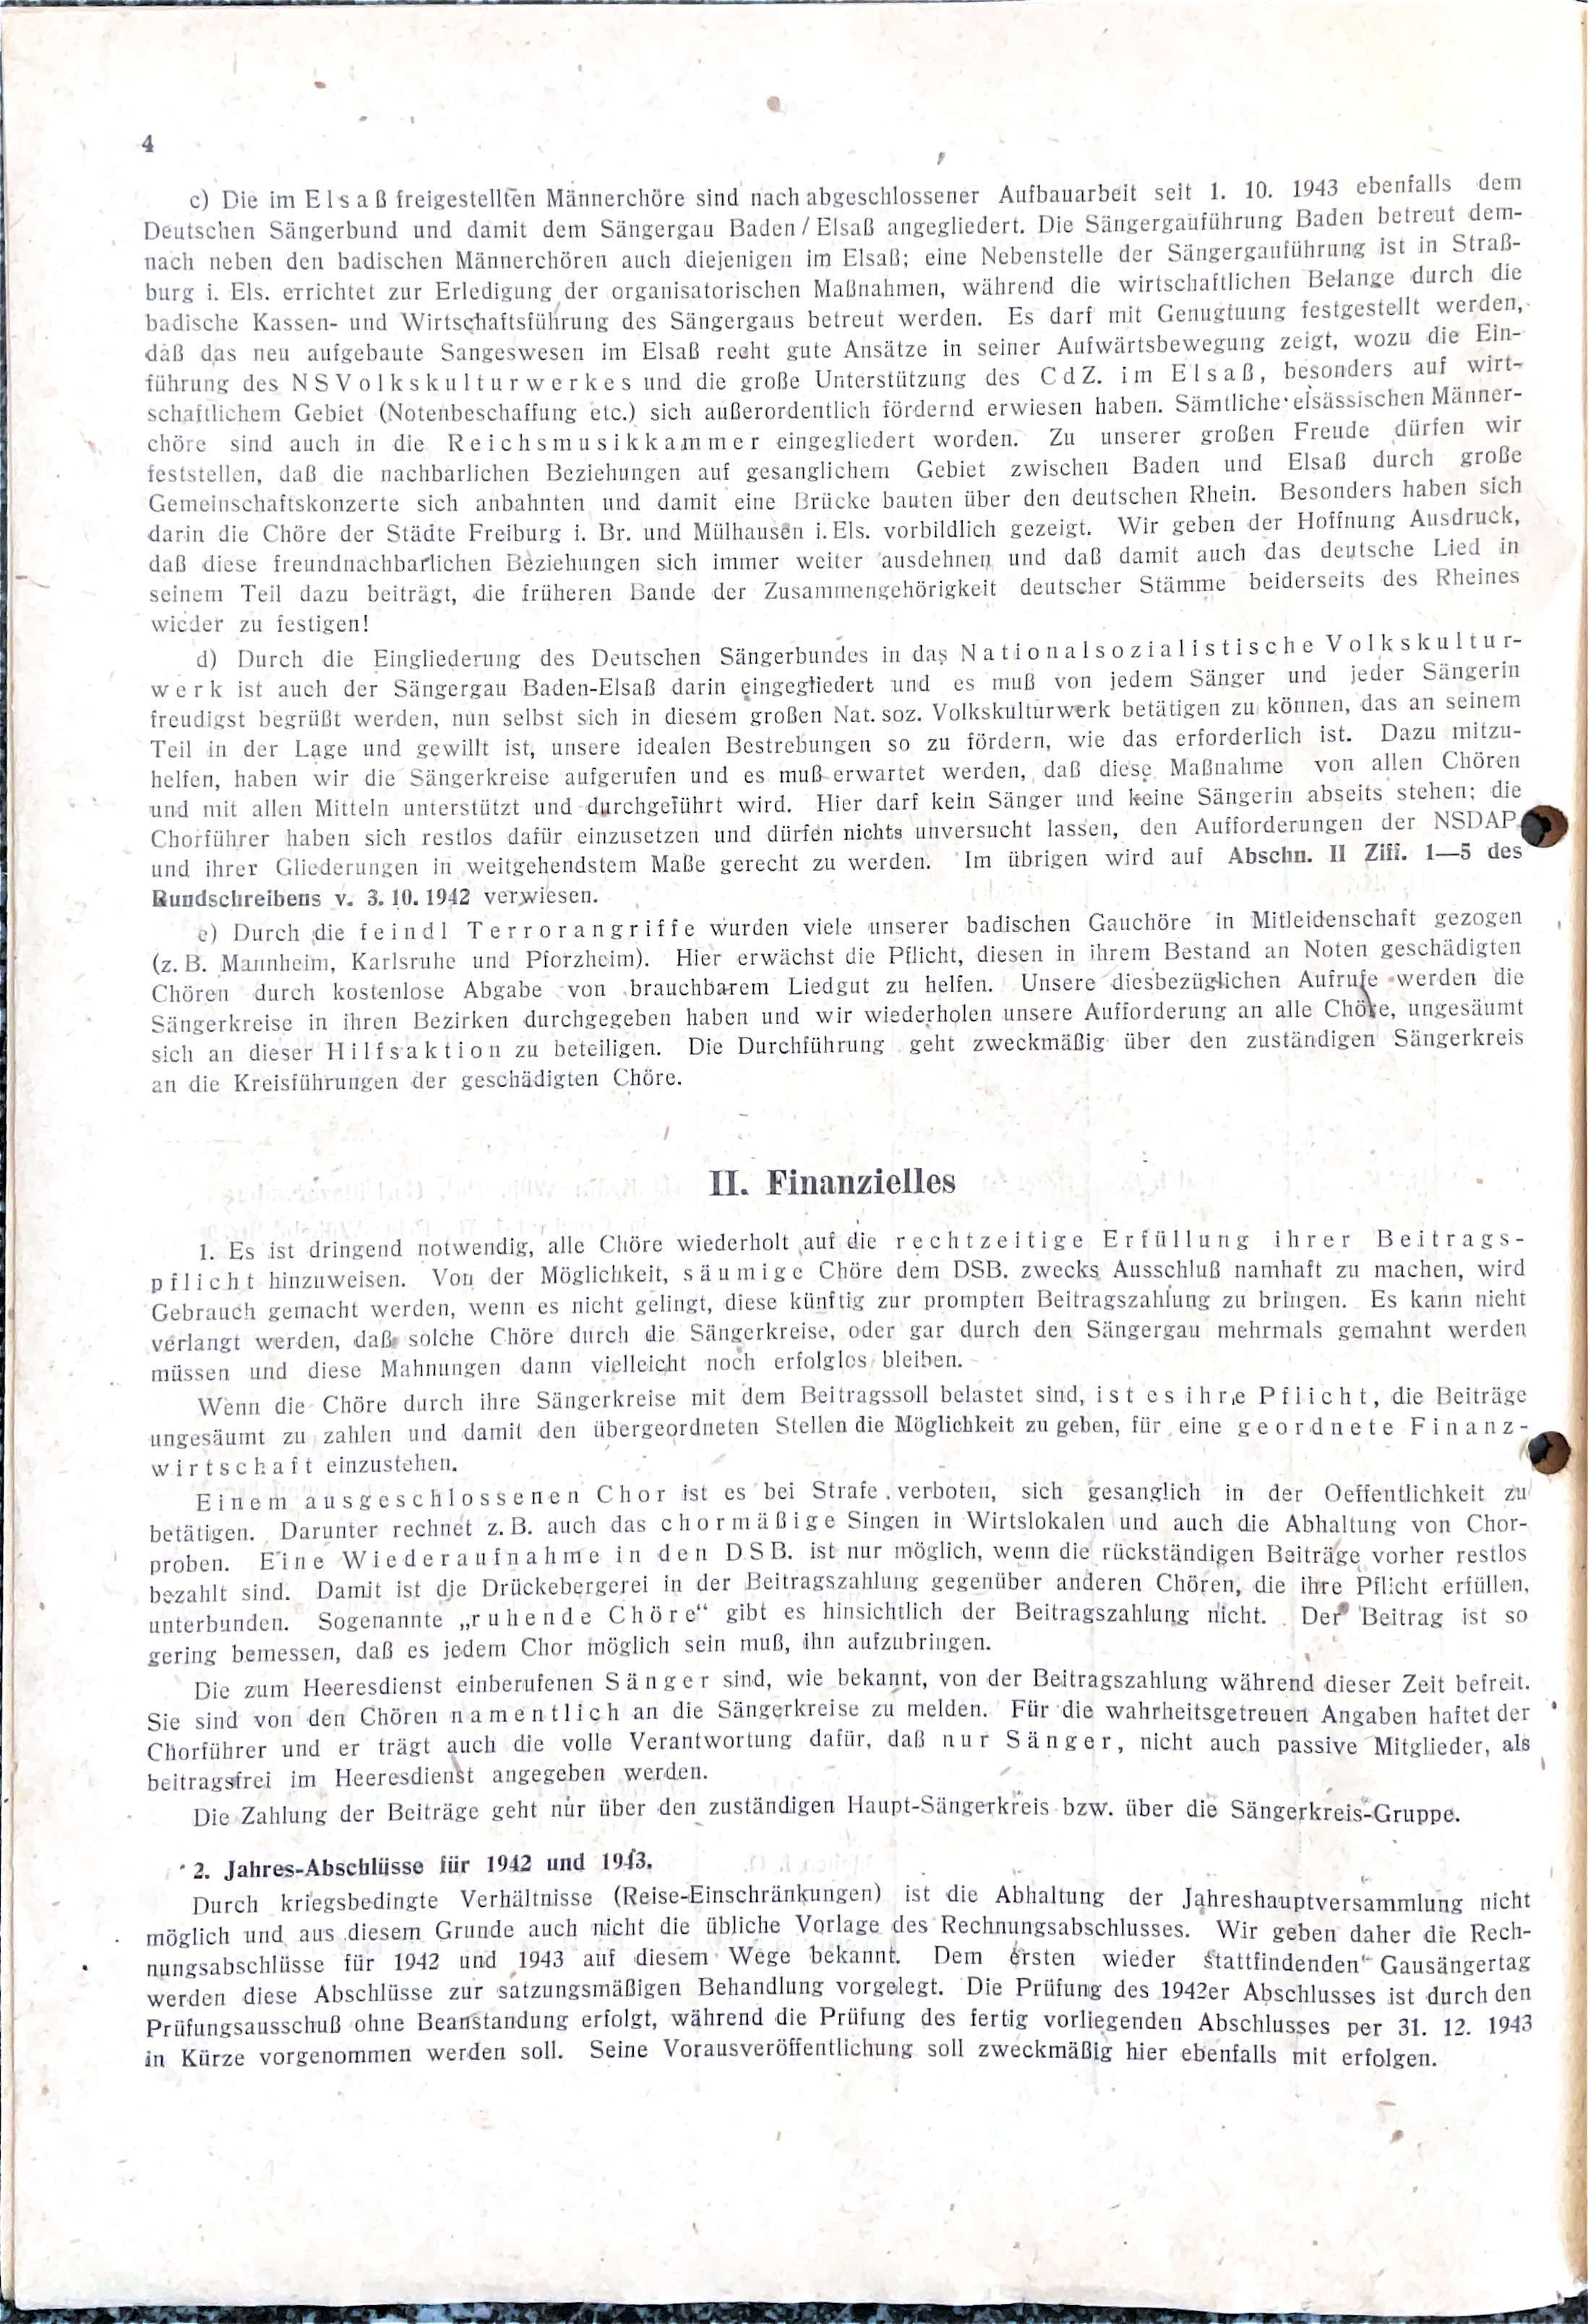 4
c) Die im Elsaß freigestellten Männerchöre sind nach abgeschlossener Aufbauarbeit seit 1. 10. 1943 ebenfalls dem
Deutschen Sängerbund und damit dem Sängergau Baden / Elsaß angegliedert. Die Sängergauführung Baden betreut dem-
nach neben den badischen Männerchören auch diejenigen im Elsaß; eine Nebenstelle der Sängergauführung ist in Straß-
burg i. Els. errichtet zur Erledigung der organisatorischen Maßnahmen, während die wirtschaftlichen Belange durch die
badische Kassen- und Wirtschaftsführung des Sängergaus betreut werden. Es darf mit Genugtuung festgestellt werden,
daß das neu aufgebaute Sangeswesen im Elsaß recht gute Ansätze in seiner Aufwärtsbewegung zeigt, wozu die Ein-
führung des NSVolkskulturwerkes und die große Unterstützung des CdZ. im Elsaß, besonders auf wirt-
schaftlichem Gebiet (Notenbeschaffung etc.) sich außerordentlich fördernd erwiesen haben. Sämtliche elsässischen Männer-
chöre sind auch in die Reichsmusikkammer eingegliedert worden. Zu unserer großen Freude dürfen wir
feststellen, daß die nachbarlichen Beziehungen auf gesanglichem Gebiet zwischen Baden und Elsaß durch große
Gemeinschaftskonzerte sich anbahnten und damit eine Brücke bauten über den deutschen Rhein. Besonders haben sich
darin die Chöre der Städte Freiburg i. Br. und Mülhausen i. Els. vorbildlich gezeigt. Wir geben der Hoffnung Ausdruck,
daß diese freundnachbarlichen Beziehungen sich immer weiter ausdehnen und daß damit auch das deutsche Lied in
seinem Teil dazu beiträgt, die früheren Bande der Zusammengehörigkeit deutscher Stämme beiderseits des Rheines
wieder zu festigen!
d) Durch die Eingliederung des Deutschen Sängerbundes in das Nationalsozialistische Volkskultur-
werk ist auch der Sängergau Baden-Elsaß darin eingegliedert und es muß von jedem Sänger und jeder Sängerin
freudigst begrüßt werden, nun selbst sich in diesem großen Nat. soz. Volkskulturwerk betätigen zu können, das an seinem
Teil in der Lage und gewillt ist, unsere idealen Bestrebungen so zu fördern, wie das erforderlich ist. Dazu mitzu-
helfen, haben wir die Sängerkreise aufgerufen und es muß erwartet werden, daß diese Maßnahme von allen Chören
und mit allen Mitteln unterstützt und durchgeführt wird. Hier darf kein Sänger und keine Sängerin abseits stehen; die
Chorführer haben sich restlos dafür einzusetzen und dürfen nichts unversucht lassen, den Aufforderungen der NSDAP
und ihrer Gliederungen in weitgehendstem Maße gerecht zu werden. Im übrigen wird auf Abschn. II Ziff. 1—5 des
Rundschreibens v. 3. 10. 1942 verwiesen.
e) Durch die feindl Terrorangriffe wurden viele unserer badischen Gauchöre in Mitleidenschaft gezogen
(z. B. Mannheim, Karlsruhe und Pforzheim). Hier erwächst die Pflicht, diesen in ihrem Bestand an Noten geschädigten
Chören durch kostenlose Abgabe von brauchbarem Liedgut zu helfen. Unsere diesbezüglichen Aufrufe werden die
Sängerkreise in ihren Bezirken durchgegeben haben und wir wiederholen unsere Aufforderung an alle Chöre, ungesäumt
sich an dieser Hilfsaktion zu beteiligen. Die Durchführung geht zweckmäßig über den zuständigen Sängerkreis
an die Kreisführungen der geschädigten Chöre.
II. Finanzielles
1. Es ist dringend notwendig, alle Chöre wiederholt auf die rechtzeitige Erfüllung ihrer Beitrags-
pflicht hinzuweisen. Von der Möglichkeit, säumige Chöre dem DSB. zwecks Ausschluß namhaft zu machen, wird
Gebrauch gemacht werden, wenn es nicht gelingt, diese künftig zur prompten Beitragszahlung zu bringen. Es kann nicht
verlangt werden, daß solche Chöre durch die Sängerkreise, oder gar durch den Sängergau mehrmals gemahnt werden
müssen und diese Mahnungen dann vielleicht noch erfolglos bleiben.
Wenn die Chöre durch ihre Sängerkreise mit dem Beitragssoll belastet sind, ist es ihre Pflicht, die Beiträge
ungesäumt zu zahlen und damit den übergeordneten Stellen die Möglichkeit zu geben, für eine geordnete Finanz-
wirtschaft einzustehen.
Einem ausgeschlossenen Chor ist es bei Strafe verboten, sich gesanglich in der Oeffentlichkeit zu
betätigen. Darunter rechnet z. B. auch das chormäßige Singen in Wirtslokalen und auch die Abhaltung von Chor-
proben. Eine Wiederaufnahme in den DSB. ist nur möglich, wenn die rückständigen Beiträge vorher restlos
bezahlt sind. Damit ist die Drückebergerei in der Beitragszahlung gegenüber anderen Chören, die ihre Pflicht erfüllen,
unterbunden. Sogenannte „ruhende Chöre“ gibt es hinsichtlich der Beitragszahlung nicht. Der Beitrag ist so
gering bemessen, daß es jedem Chor möglich sein muß, ihn aufzubringen.
Die zum Heeresdienst einberufenen Sänger sind, wie bekannt, von der Beitragszahlung während dieser Zeit befreit.
Sie sind von den Chören namentlich an die Sängerkreise zu melden. Für die wahrheitsgetreuen Angaben haftet der
Chorführer und er trägt auch die volle Verantwortung dafür, daß nur Sänger, nicht auch passive Mitglieder, als
beitragsfrei im Heeresdienst angegeben werden.
Die Zahlung der Beiträge geht nur über den zuständigen Haupt-Sängerkreis bzw. über die Sängerkreis-Gruppe.
2. Jahres-Abschlüsse für 1942 und 1943.
Durch kriegsbedingte Verhältnisse (Reise-Einschränkungen) ist die Abhaltung der Jahreshauptversammlung nicht
möglich und aus diesem Grunde auch nicht die übliche Vorlage des Rechnungsabschlusses. Wir geben daher die Rech-
nungsabschlüsse für 1942 und 1943 auf diesem Wege bekannt. Dem ersten wieder stattfindenden Gausängertag
werden diese Abschlüsse zur satzungsmäßigen Behandlung vorgelegt. Die Prüfung des 1942er Abschlusses ist durch den
Prüfungsausschuß ohne Beanstandung erfolgt, während die Prüfung des fertig vorliegenden Abschlusses per 31. 12. 1943
in Kürze vorgenommen werden soll. Seine Vorausveröffentlichung soll zweckmäßig hier ebenfalls mit erfolgen.